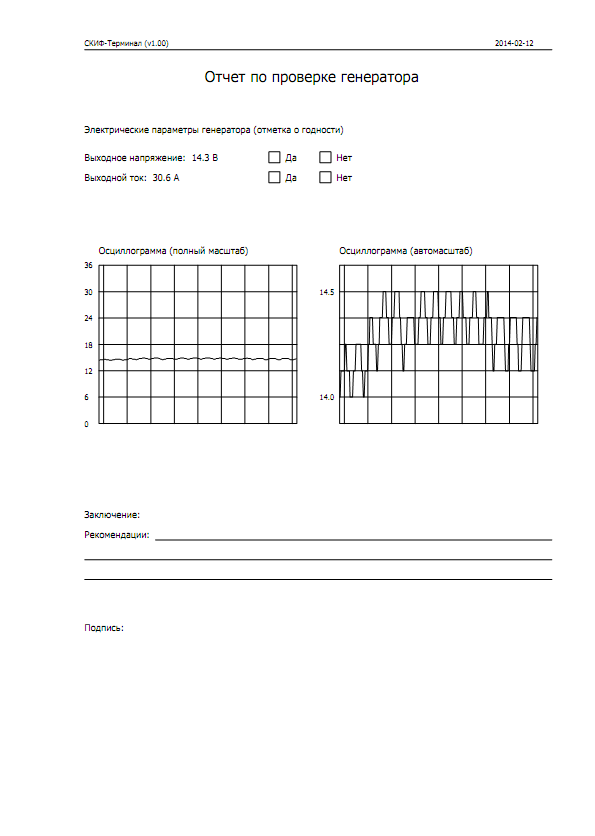 СКИФ-Терминал (v1.00) 2014-02-12
Отчет по проверке генератора
Электрические параметры генератора (отметка о годности)
Выходное напряжение: 14.3 В Да Нет
Выходной ток: 30.6 А Да Нет
Осциллограмма (полный масштаб) Осциллограмма (автомасштаб)
36
30 14.5
24
18
12
6 14.0
0
Заключение:
Рекомендации:
Подпись: